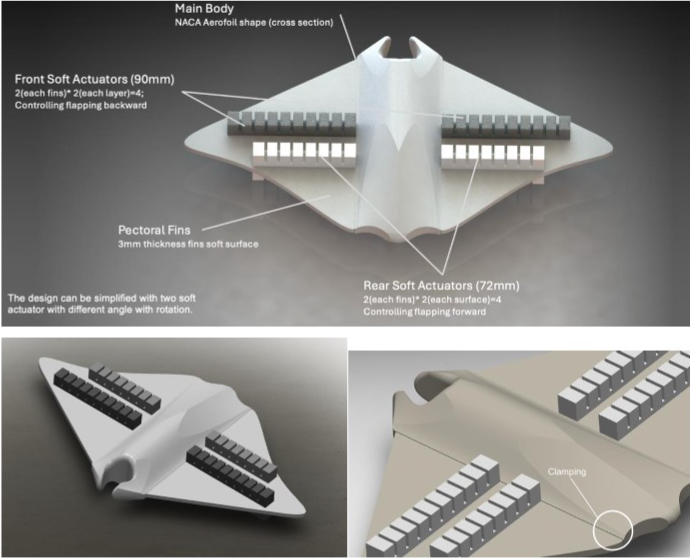 Main Body
NACA Aerofoil shape (cross section)
Front Soft Actuators (90mm)
2(each fins)* 2(each layer)=4;
Controlling flapping backward
Pectoral Fins
3mm thickness fins soft surface
Rear Soft Actuators (72mm)
2(each fins)* 2(each surface)=4
Controlling flapping forward
The design can be simplified with two soft
actuator with different angle with rotation.
Clamping